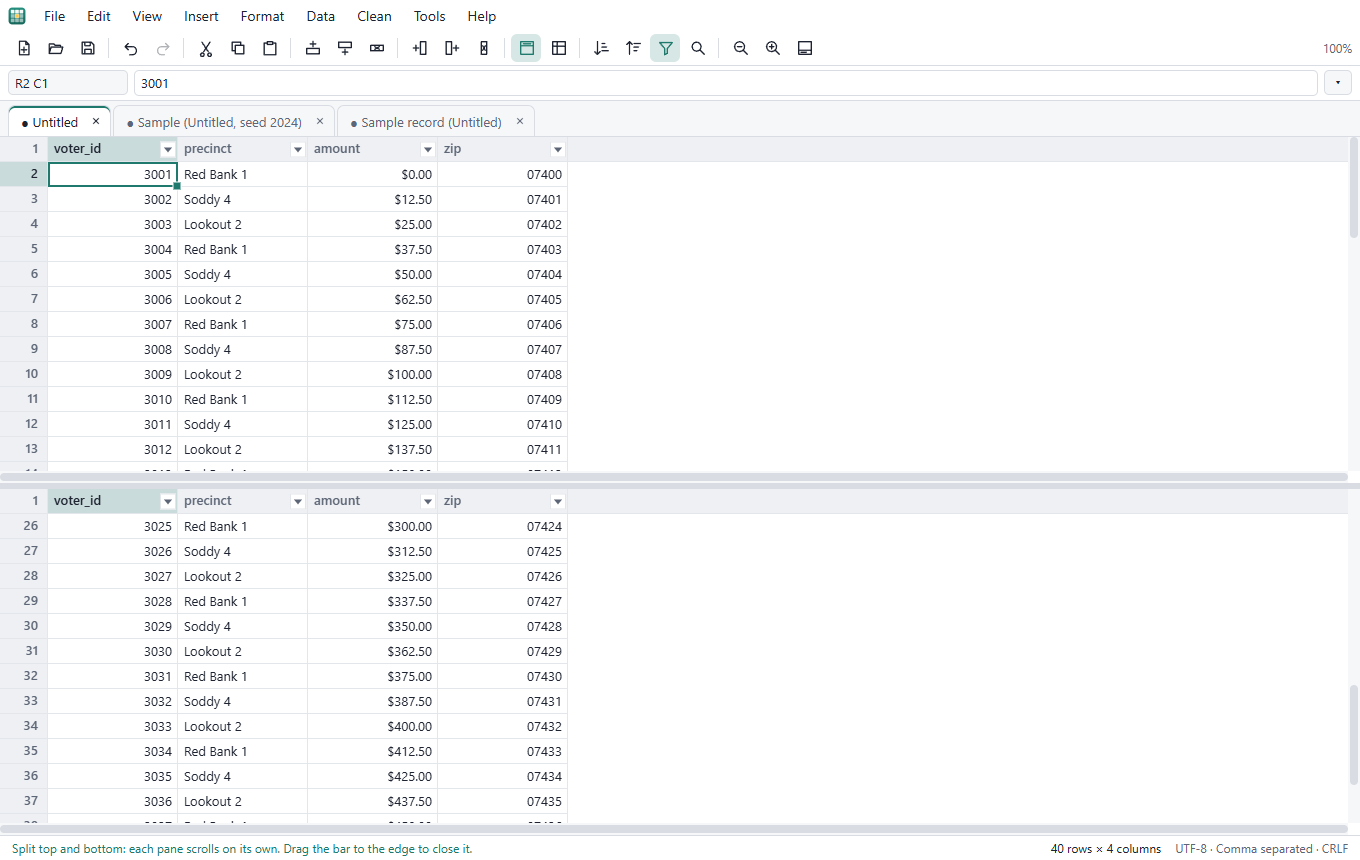 File Edit View Insert Format Data Clean Tools Help
100%
R2 C1 3001
● Untitled × ● Sample (Untitled, seed 2024) × ● Sample record (Untitled) ×
1 voter_id precinct amount zip
2 3001 Red Bank 1 $0.00 07400
3 3002 Soddy 4 $12.50 07401
4 3003 Lookout 2 $25.00 07402
5 3004 Red Bank 1 $37.50 07403
6 3005 Soddy 4 $50.00 07404
7 3006 Lookout 2 $62.50 07405
8 3007 Red Bank 1 $75.00 07406
9 3008 Soddy 4 $87.50 07407
10 3009 Lookout 2 $100.00 07408
11 3010 Red Bank 1 $112.50 07409
12 3011 Soddy 4 $125.00 07410
13 3012 Lookout 2 $137.50 07411
1 voter_id precinct amount zip
26 3025 Red Bank 1 $300.00 07424
27 3026 Soddy 4 $312.50 07425
28 3027 Lookout 2 $325.00 07426
29 3028 Red Bank 1 $337.50 07427
30 3029 Soddy 4 $350.00 07428
31 3030 Lookout 2 $362.50 07429
32 3031 Red Bank 1 $375.00 07430
33 3032 Soddy 4 $387.50 07431
34 3033 Lookout 2 $400.00 07432
35 3034 Red Bank 1 $412.50 07433
36 3035 Soddy 4 $425.00 07434
37 3036 Lookout 2 $437.50 07435
Split top and bottom: each pane scrolls on its own. Drag the bar to the edge to close it. 40 rows × 4 columns UTF-8 · Comma separated · CRLF